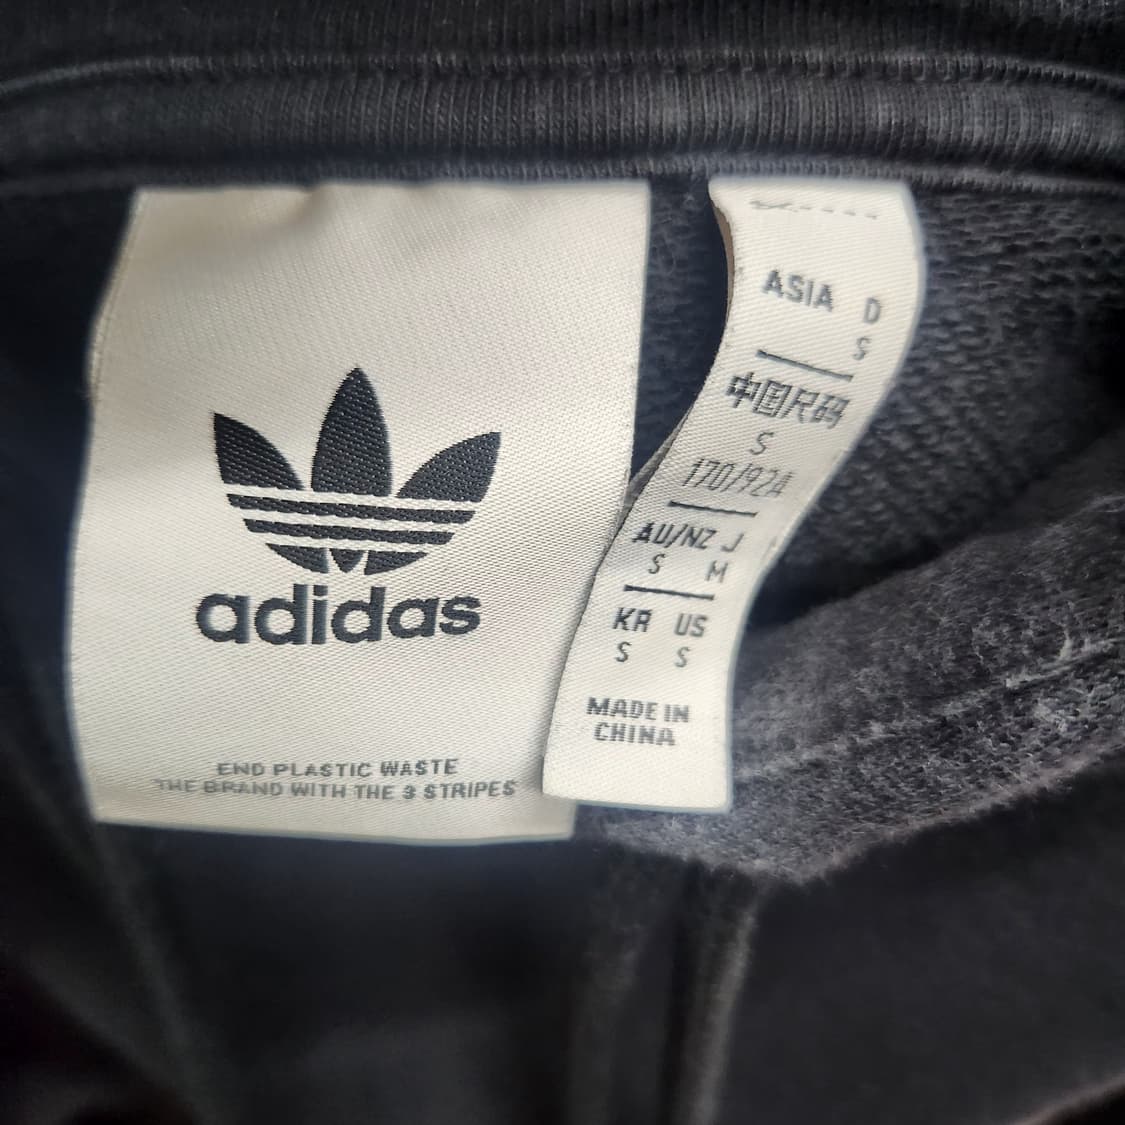 adidas
END PLASTIC WASTE
THE BRAND WITH THE 3 STRIPES
ASIA D
S
中国尺码
S
170/92A
AU/NZ J
S M
KR US
S S
MADE IN
CHINA